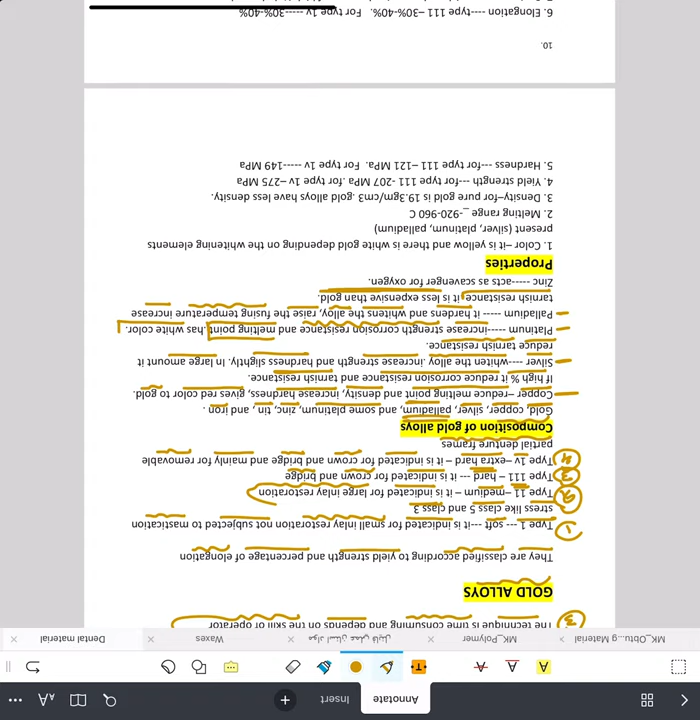 Annotate
Insert
MK_Obtu...g Material
MK_Polymer
Waxes
Dental material
The technique is time consuming and depends on the skill of operator
GOLD ALLOYS
They are classified according to yield strength and percentage of elongation
1 Type 1 --- soft ---it is indicated for small inlay restoration not subjected to mastication
stress like class 5 and class 3
2 Type 11 –medium – it is indicated for large inlay restoration
3 Type 111 – hard --- it is indicated for crown and bridge
4 Type 1v –extra hard – it is indicated for crown and bridge and mainly for removable
partial denture frames
Composition of gold alloys
Gold, copper, silver, palladium, and some platinum, zinc, tin, and iron .
Copper –reduce melting point and density, increase hardness, gives red color to gold.
If high % it reduce corrosion resistance and tarnish resistance.
Silver ----whiten the alloy .increase strength and hardness slightly. In large amount it
reduce tarnish resistance.
Platinum -----increase strength corrosion resistance and melting point .has white color.
Palladium ----- it hardens and whitens the alloy, raise the fusing temperature increase
tarnish resistance it is less expensive than gold.
Zinc -----acts as scavenger for oxygen.
Properties
1. Color –it is yellow and there is white gold depending on the whitening elements
present (silver, platinum, palladium)
2. Melting range _-920-960 C
3. Density–for pure gold is 19.3gm/cm3 .gold alloys have less density.
4. Yield strength ---for type 111 -207 MPa .for type 1v –275 MPa
5. Hardness ---for type 111 –121 MPa. For type 1v -----149 MPa
10.
6. Elongation ----type 111 –30%-40%. For type 1v -----30%-40%